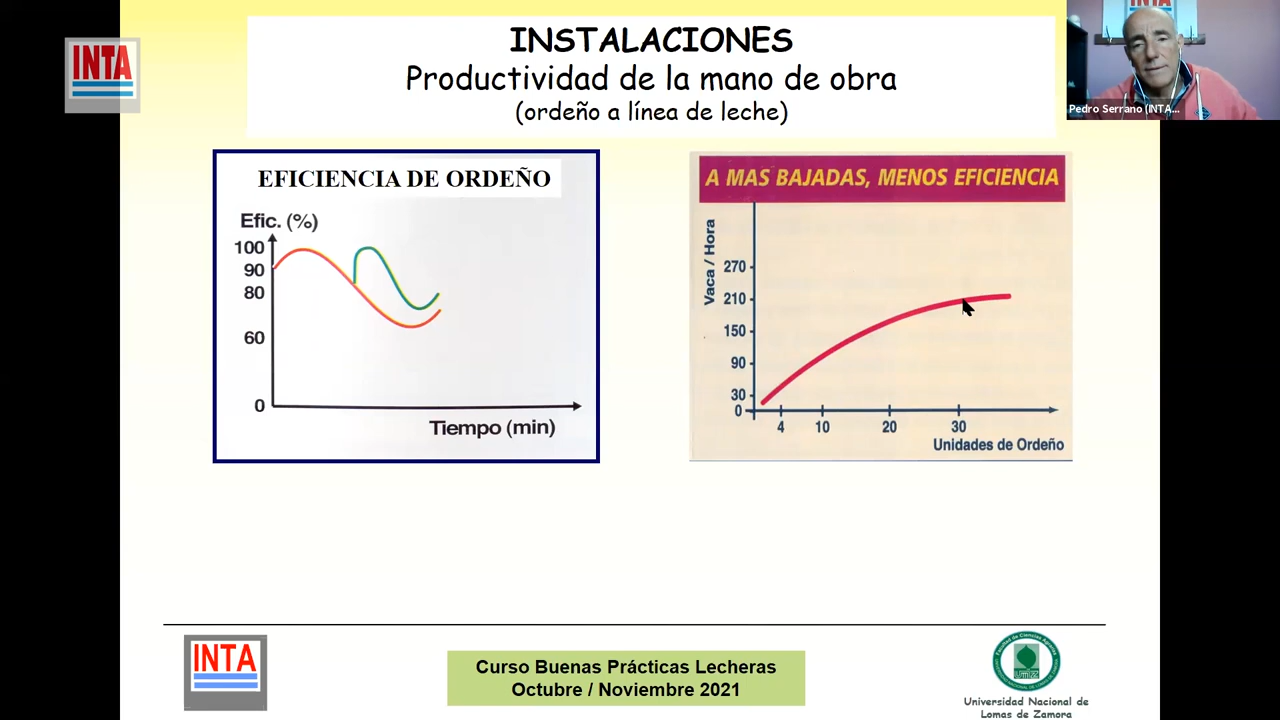 INTA
INSTALACIONES
Productividad de la mano de obra
(ordeño a línea de leche)
INTA
Pedro Serrano (INTA...
EFICIENCIA DE ORDEÑO
Efic. (%)
100
90
80
60
0
Tiempo (min)
A MAS BAJADAS, MENOS EFICIENCIA
Vaca / Hora
270
210
150
90
30
0
4 10 20 30
Unidades de Ordeño
INTA
Curso Buenas Prácticas Lecheras
Octubre / Noviembre 2021
Universidad Nacional de
Lomas de Zamora